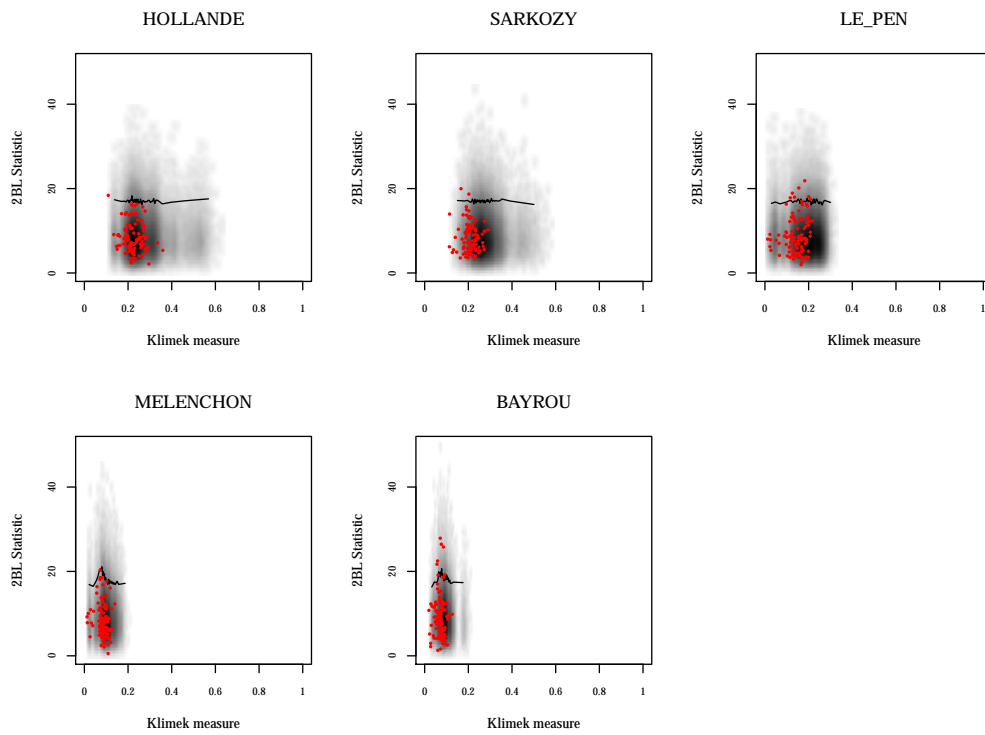 HOLLANDE
2BL Statistic
40
20
0
0 0.2 0.4 0.6 0.8 1
Klimek measure
SARKOZY
2BL Statistic
40
20
0
0 0.2 0.4 0.6 0.8 1
Klimek measure
LE_PEN
2BL Statistic
40
20
0
0 0.2 0.4 0.6 0.8 1
Klimek measure
MELENCHON
2BL Statistic
40
20
0
0 0.2 0.4 0.6 0.8 1
Klimek measure
BAYROU
2BL Statistic
40
20
0
0 0.2 0.4 0.6 0.8 1
Klimek measure